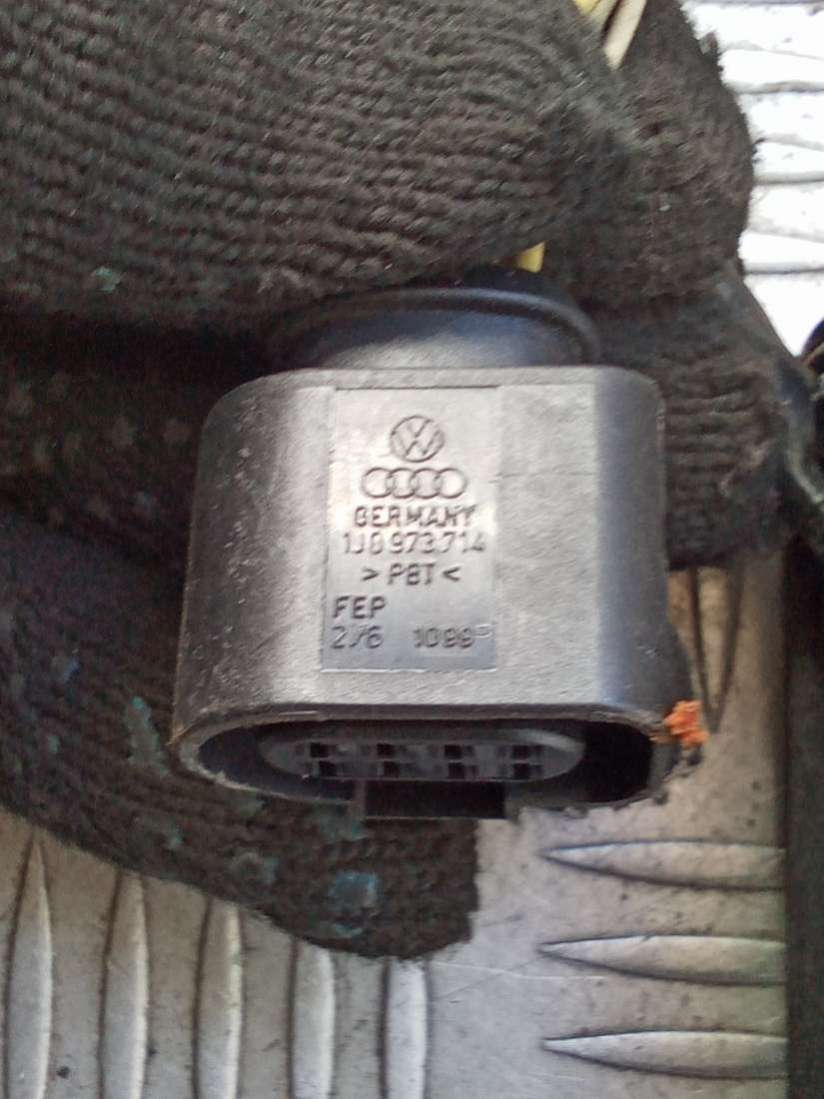 GERMANY
1J0 973 714
>PBT<
FEP
2/6